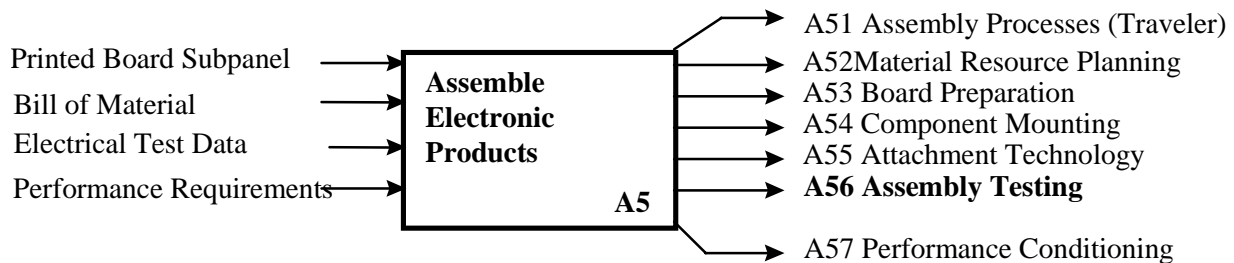 Printed Board Subpanel
Bill of Material
Electrical Test Data
Performance Requirements
Assemble
Electronic
Products
A5
A51 Assembly Processes (Traveler)
A52Material Resource Planning
A53 Board Preparation
A54 Component Mounting
A55 Attachment Technology
A56 Assembly Testing
A57 Performance Conditioning